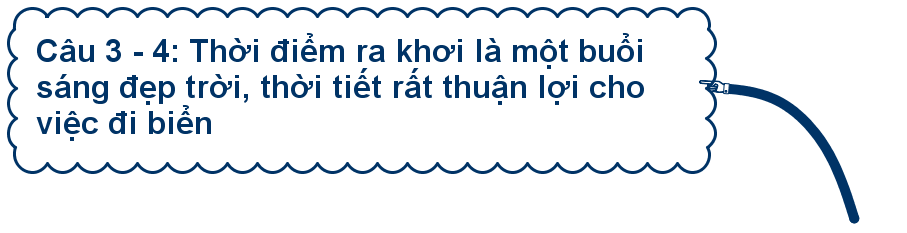 Câu 3 - 4: Thời điểm ra khơi là một buổi
sáng đẹp trời, thời tiết rất thuận lợi cho
việc đi biển